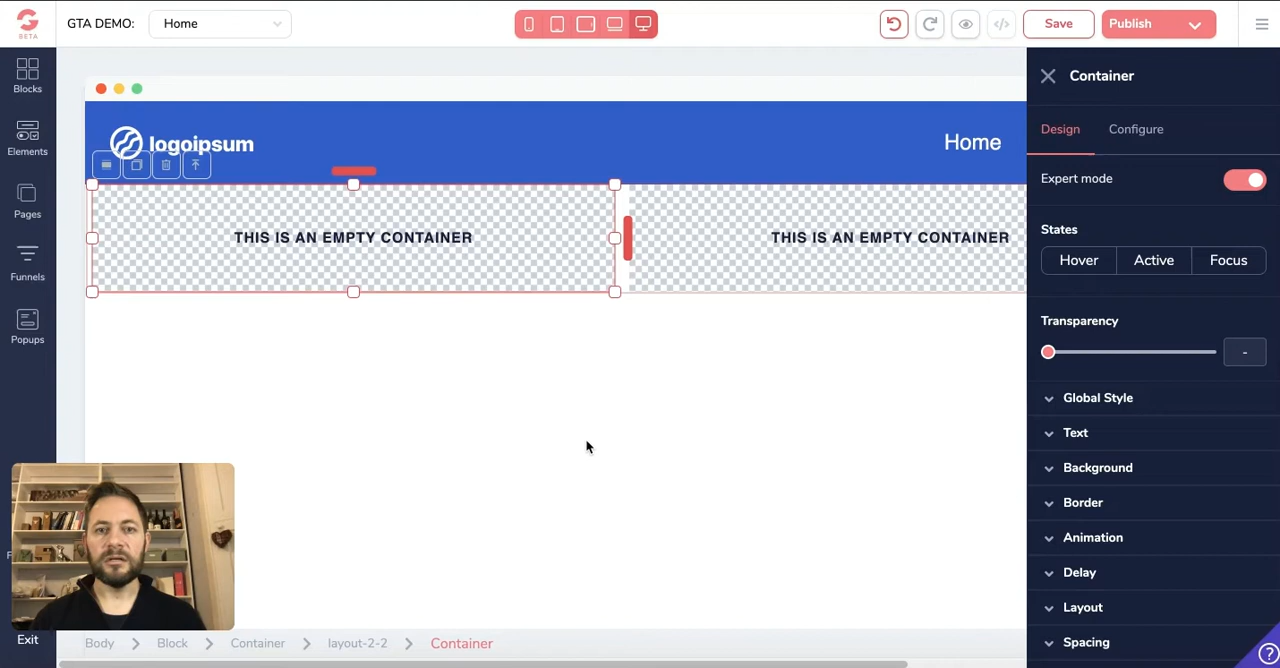 BETA
GTA DEMO:
Home
</>
Save
Publish
Blocks
Elements
Pages
Funnels
Popups
Exit
logoipsum
Home
THIS IS AN EMPTY CONTAINER
THIS IS AN EMPTY CONTAINER
Container
Design
Configure
Expert mode
States
Hover
Active
Focus
Transparency
-
Global Style
Text
Background
Border
Animation
Delay
Layout
Spacing
?
Body
Block
Container
layout-2-2
Container